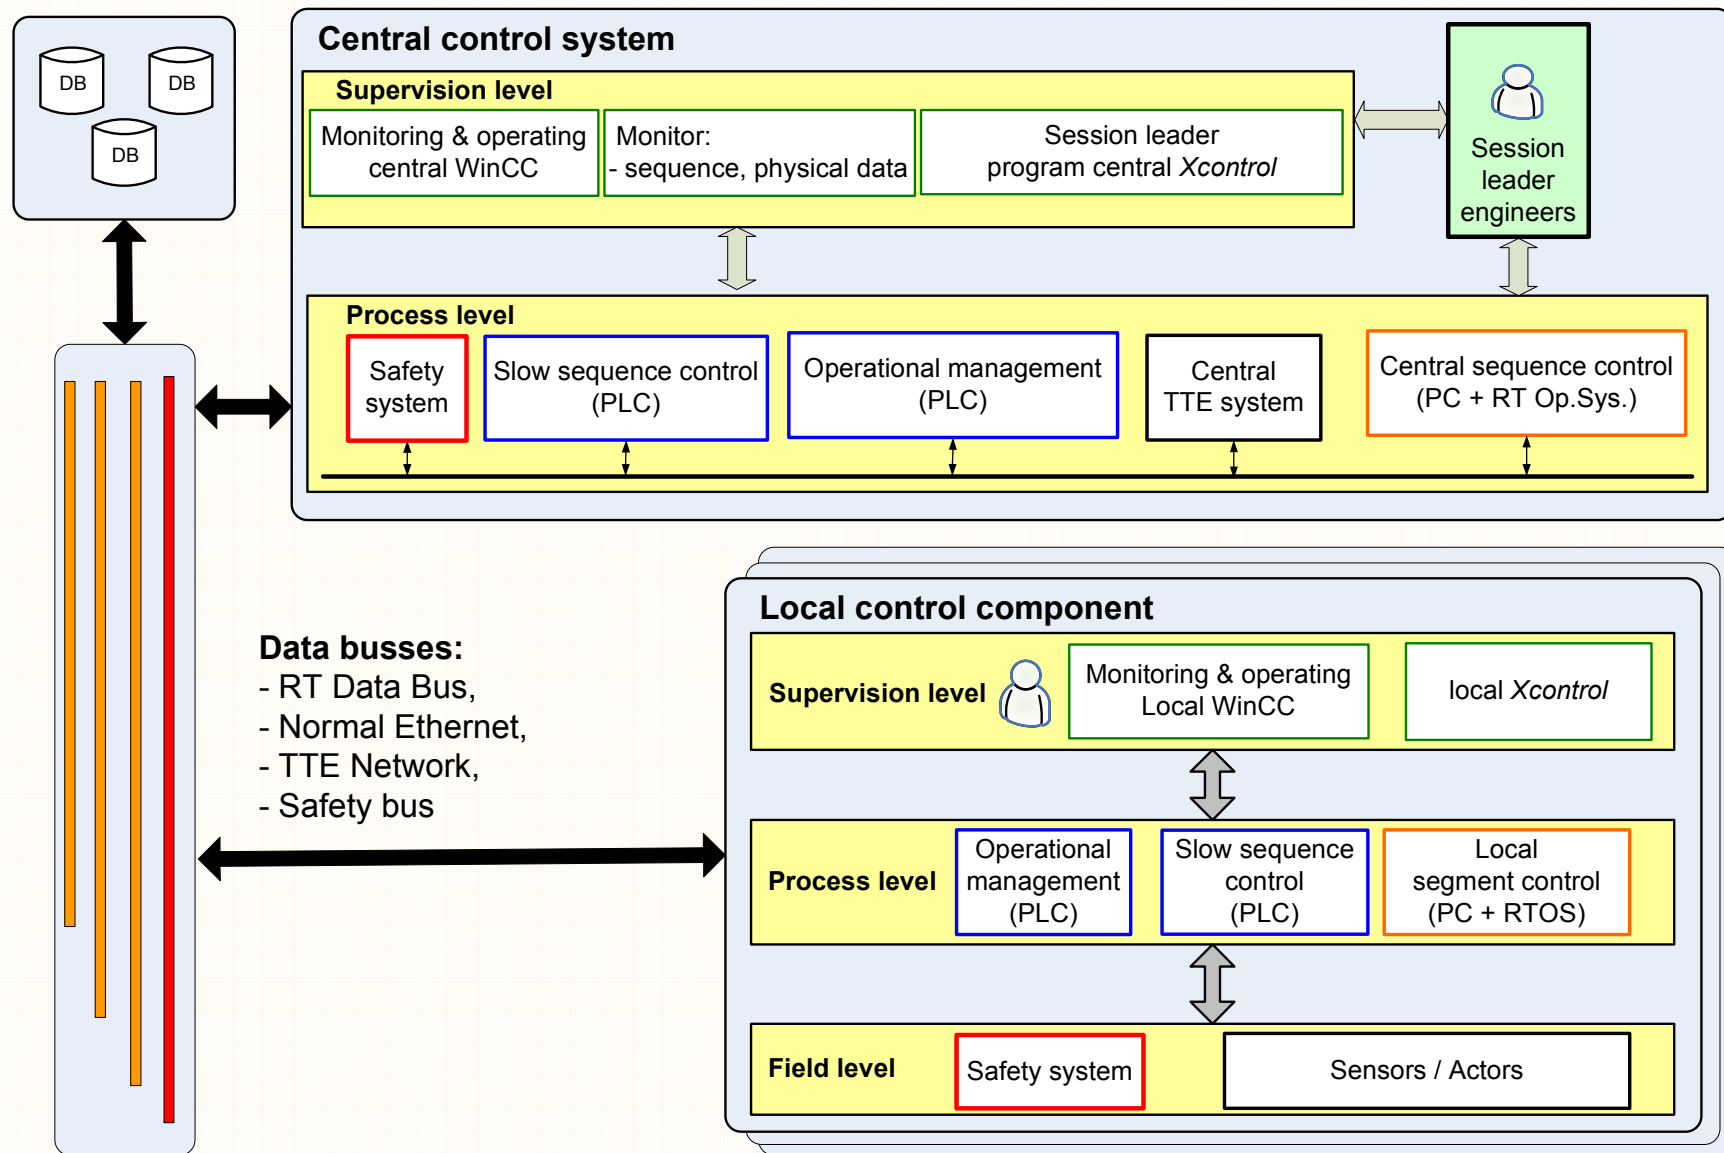 DB
DB
DB
Central control system
Supervision level
Monitoring & operating
central WinCC
Monitor:
- sequence, physical data
Session leader
program central Xcontrol
Session
leader
engineers
Process level
Safety
system
Slow sequence control
(PLC)
Operational management
(PLC)
Central
TTE system
Central sequence control
(PC + RT Op.Sys.)
Data busses:
- RT Data Bus,
- Normal Ethernet,
- TTE Network,
- Safety bus
Local control component
Supervision level
Monitoring & operating
Local WinCC
local Xcontrol
Process level
Operational
management
(PLC)
Slow sequence
control
(PLC)
Local
segment control
(PC + RTOS)
Field level
Safety system
Sensors / Actors